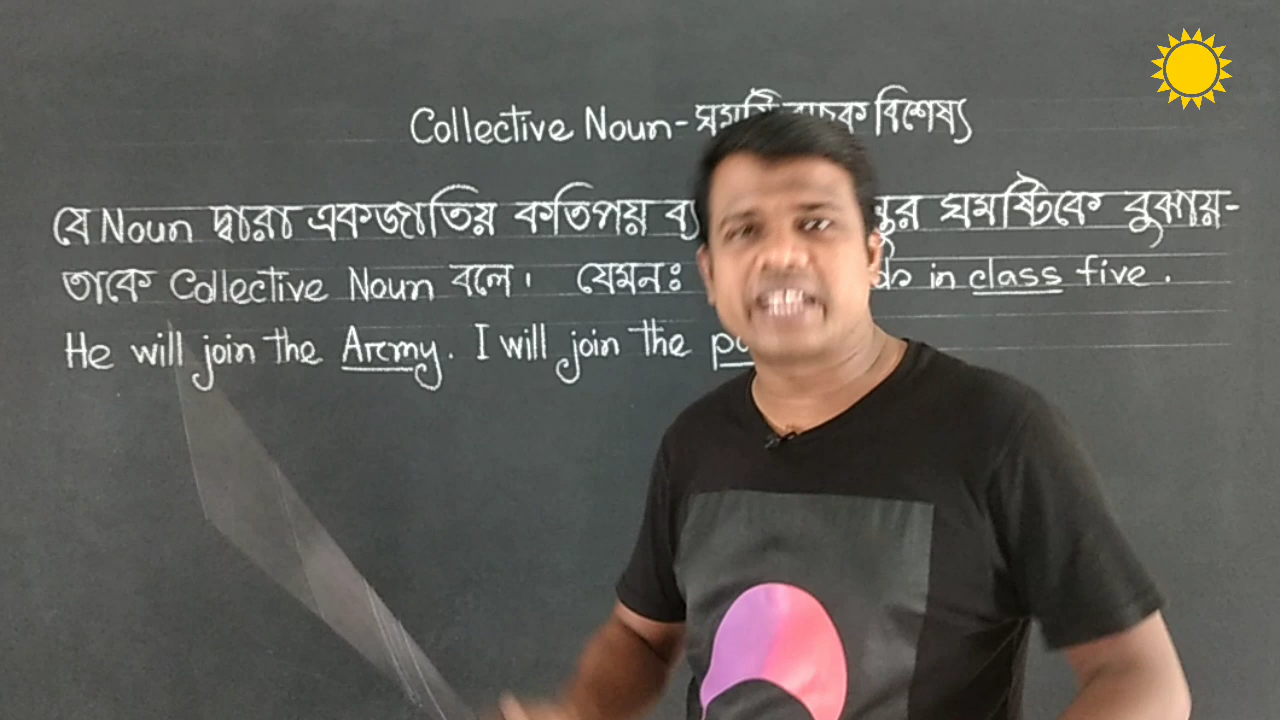 Collective Noun- বিশেষ্য
যে Noun দ্বারা একজাতিয় কতিপয় সমষ্টিকে বুঝায়-
তাকে Collective Noun বলে। যেমনঃ in class five.
He will join the Army. I will join the